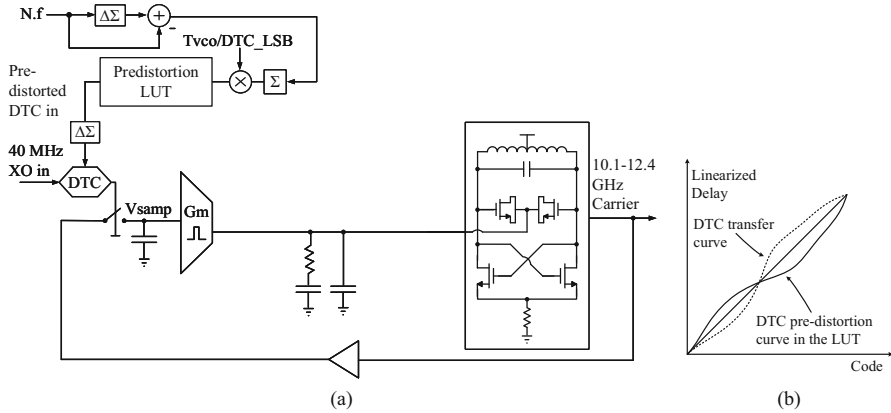 N.f
ΔΣ
+
-
Tvco/DTC_LSB
×
Σ
Predistortion
LUT
Pre-
distorted
DTC in
ΔΣ
40 MHz
XO in
DTC
Vsamp
Gm
10.1-12.4
GHz
Carrier
(a)
Linearized
Delay
DTC transfer
curve
DTC pre-distortion
curve in the LUT
Code
(b)